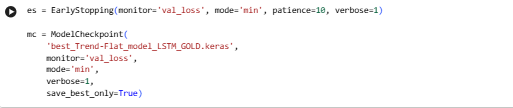 es = EarlyStopping(monitor='val_loss', mode='min', patience=10, verbose=1)
mc = ModelCheckpoint(
'best_Trend-Flat_model_LSTM_GOLD.keras',
monitor='val_loss',
mode='min',
verbose=1,
save_best_only=True)